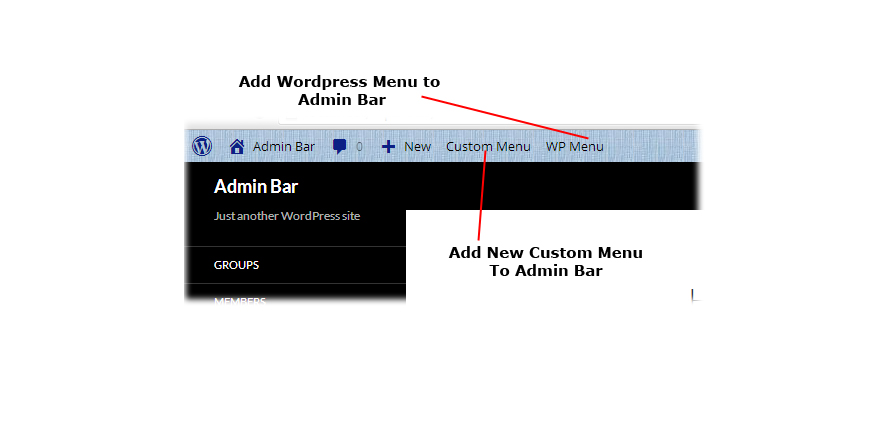 Add Wordpress Menu to
Admin Bar
Admin Bar 0 New Custom Menu WP Menu
Admin Bar
Just another WordPress site
GROUPS
Add New Custom Menu
To Admin Bar
MEMBERS